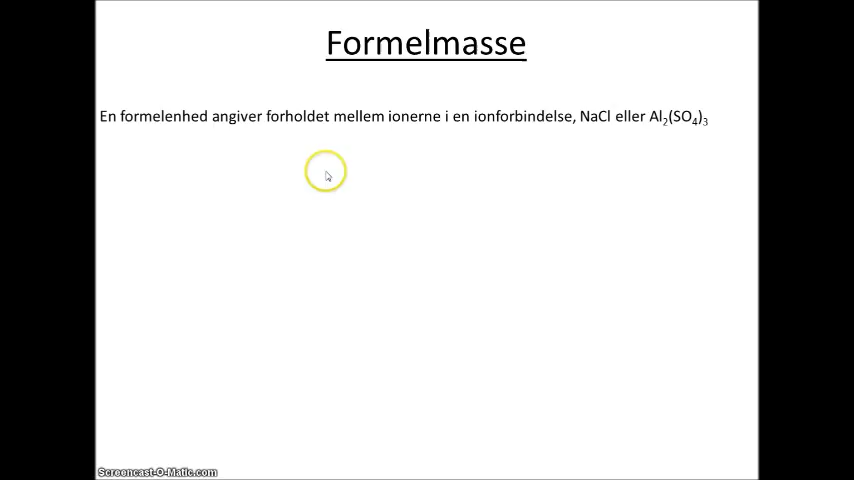 Formelmasse
En formelenhed angiver forholdet mellem ionerne i en ionforbindelse, NaCl eller Al₂(SO₄)₃
Screencast-O-Matic.com